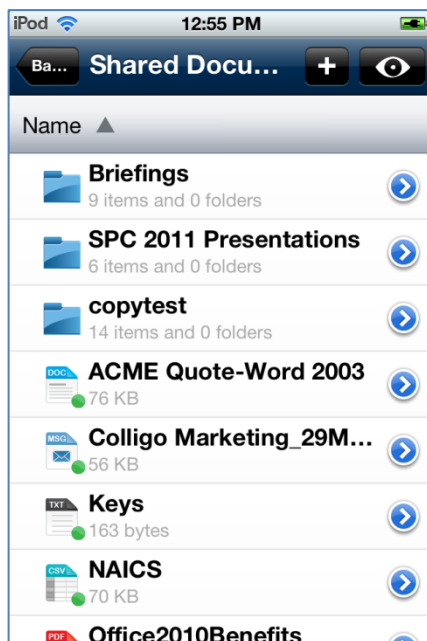 iPod 12:55 PM
Ba... Shared Docu... +
Name
Briefings
9 items and 0 folders
SPC 2011 Presentations
6 items and 0 folders
copytest
14 items and 0 folders
DOC ACME Quote-Word 2003
76 KB
MSG Colligo Marketing_29M...
56 KB
TXT Keys
163 bytes
CSV NAICS
70 KB
PDF Office2010Benefits